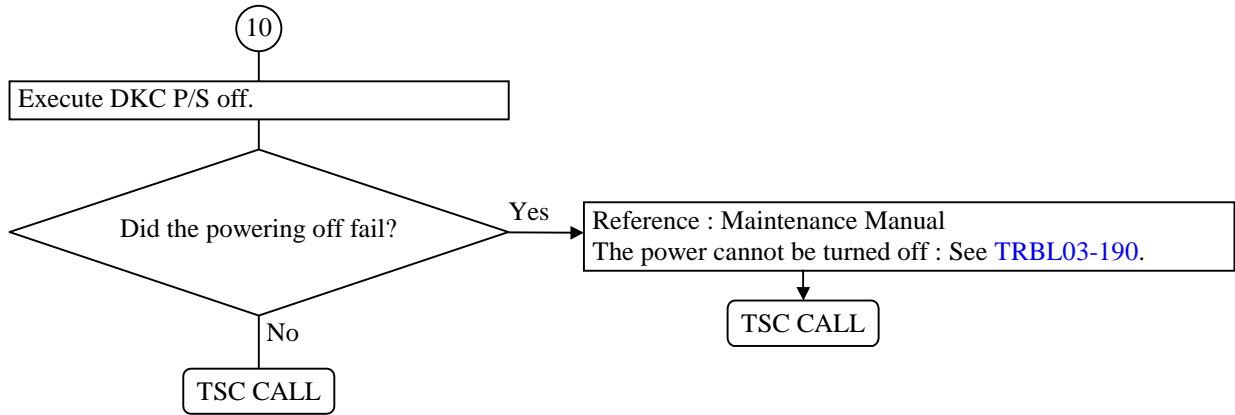 10
Execute DKC P/S off.
Did the powering off fail?
Yes
Reference : Maintenance Manual
The power cannot be turned off : See TRBL03-190.
TSC CALL
No
TSC CALL